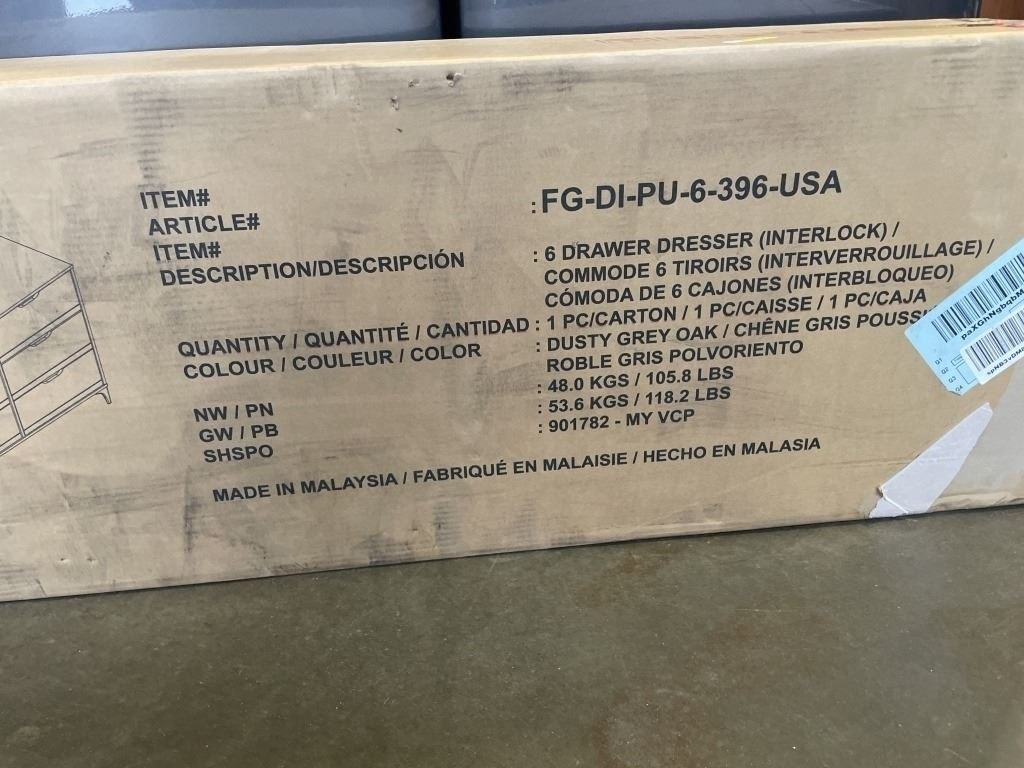 ITEM#
ARTICLE#
ITEM# : FG-DI-PU-6-396-USA
DESCRIPTION/DESCRIPCIÓN : 6 DRAWER DRESSER (INTERLOCK) /
COMMODE 6 TIROIRS (INTERVERROUILLAGE) /
CÓMODA DE 6 CAJONES (INTERBLOQUEO)
QUANTITY / QUANTITÉ / CANTIDAD : 1 PC/CARTON / 1 PC/CAISSE / 1 PC/CAJA
COLOUR / COULEUR / COLOR : DUSTY GREY OAK / CHÊNE GRIS
ROBLE GRIS POLVORIENTO
NW / PN : 48.0 KGS / 105.8 LBS
GW / PB : 53.6 KGS / 118.2 LBS
SHSPO : 901782 - MY VCP
MADE IN MALAYSIA / FABRIQUÉ EN MALAISIE / HECHO EN MALASIA